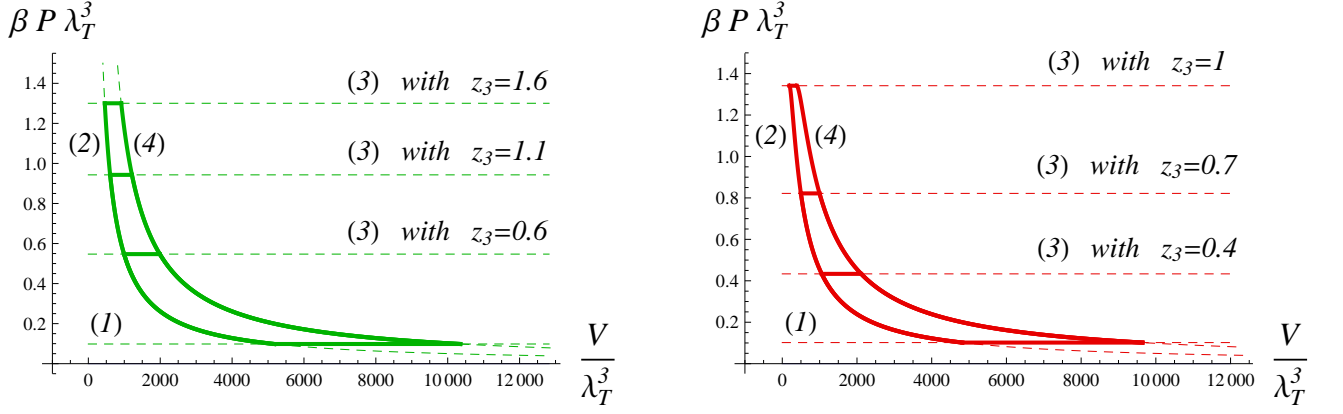 β P λ_T^3
1.4
(3) with z_3=1.6
1.2
(2) (4)
1.0
(3) with z_3=1.1
0.8
0.6
(3) with z_3=0.6
0.4
0.2
(1)
V
λ_T^3
0 2000 4000 6000 8000 10000 12000
β P λ_T^3
1.4
(3) with z_3=1
1.2
(2) (4)
1.0
0.8
(3) with z_3=0.7
0.6
0.4
(3) with z_3=0.4
0.2
(1)
V
λ_T^3
0 2000 4000 6000 8000 10000 12000